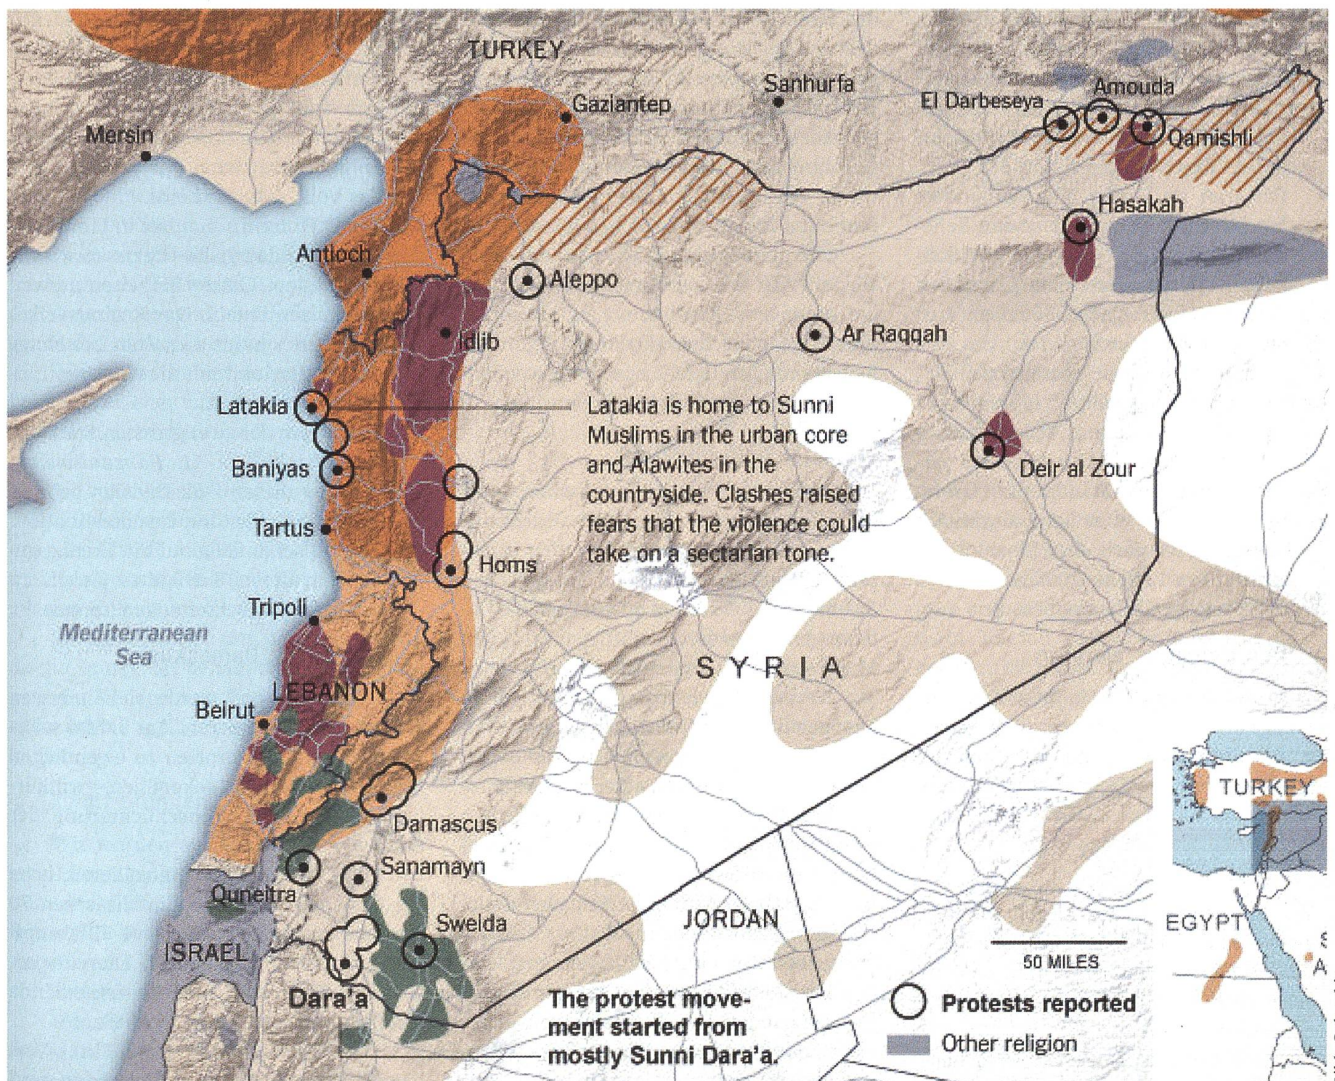 TURKEY
Sanhurfa
Amouda
El Darbeseya
Gaziantep
Mersin
Qamishli
Hasakah
Antioch
Aleppo
Idlib
Ar Raqqah
Latakia
Latakia is home to Sunni
Muslims in the urban core
and Alawites in the
countryside. Clashes raised
fears that the violence could
take on a sectarian tone.
Baniyas
Deir al Zour
Tartus
Homs
Tripoli
Mediterranean
Sea
SYRIA
LEBANON
Beirut
TURKEY
Damascus
Sanamayn
Quneitra
Swelda
JORDAN
EGYPT
ISRAEL
S
A
50 MILES
Dara'a
The protest move-
ment started from
mostly Sunni Dara'a.
Protests reported
Other religion